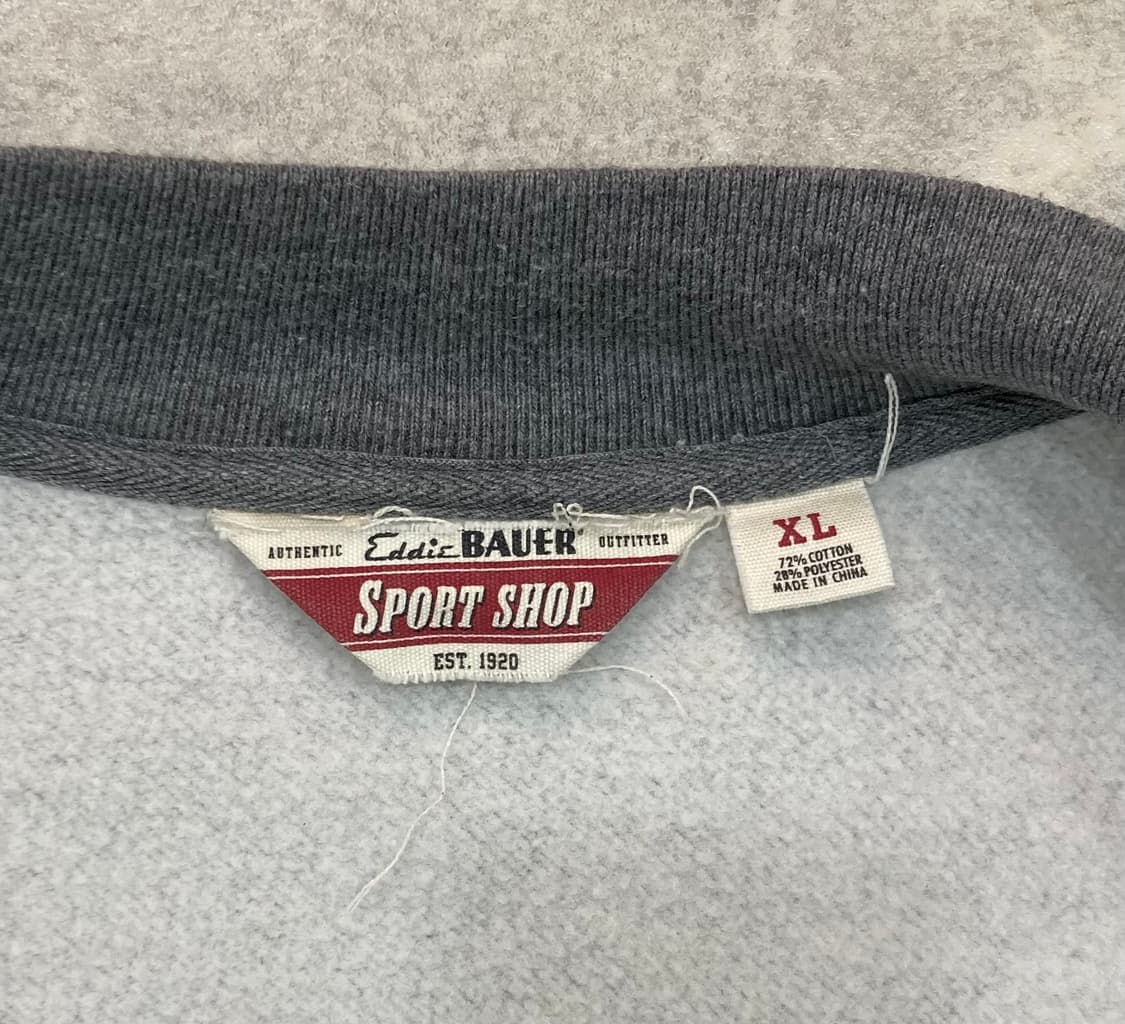 AUTHENTIC Eddie BAUER® OUTFITTER
SPORT SHOP
EST. 1920
XL
72% COTTON
28% POLYESTER
MADE IN CHINA